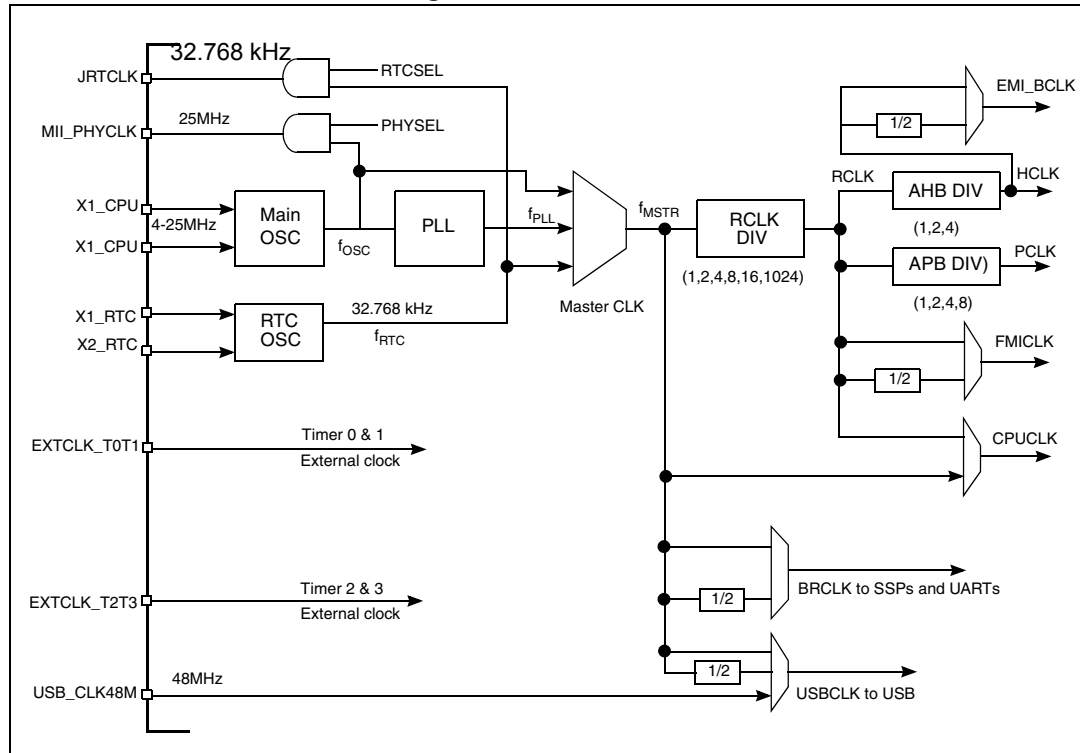 32.768 kHz
JRTCLK
RTCSEL
EMI_BCLK
MII_PHYCLK
25MHz
PHYSEL
1/2
RCLK
HCLK
X1_CPU
4-25MHz
X1_CPU
Main
OSC
fOSC
PLL
fPLL
fMSTR
RCLK
DIV
(1,2,4,8,16,1024)
AHB DIV
(1,2,4)
PCLK
APB DIV)
(1,2,4,8)
Master CLK
X1_RTC
X2_RTC
RTC
OSC
32.768 kHz
fRTC
FMICLK
1/2
EXTCLK_T0T1
Timer 0 & 1
External clock
CPUCLK
EXTCLK_T2T3
Timer 2 & 3
External clock
1/2
BRCLK to SSPs and UARTs
USB_CLK48M
48MHz
1/2
USBCLK to USB